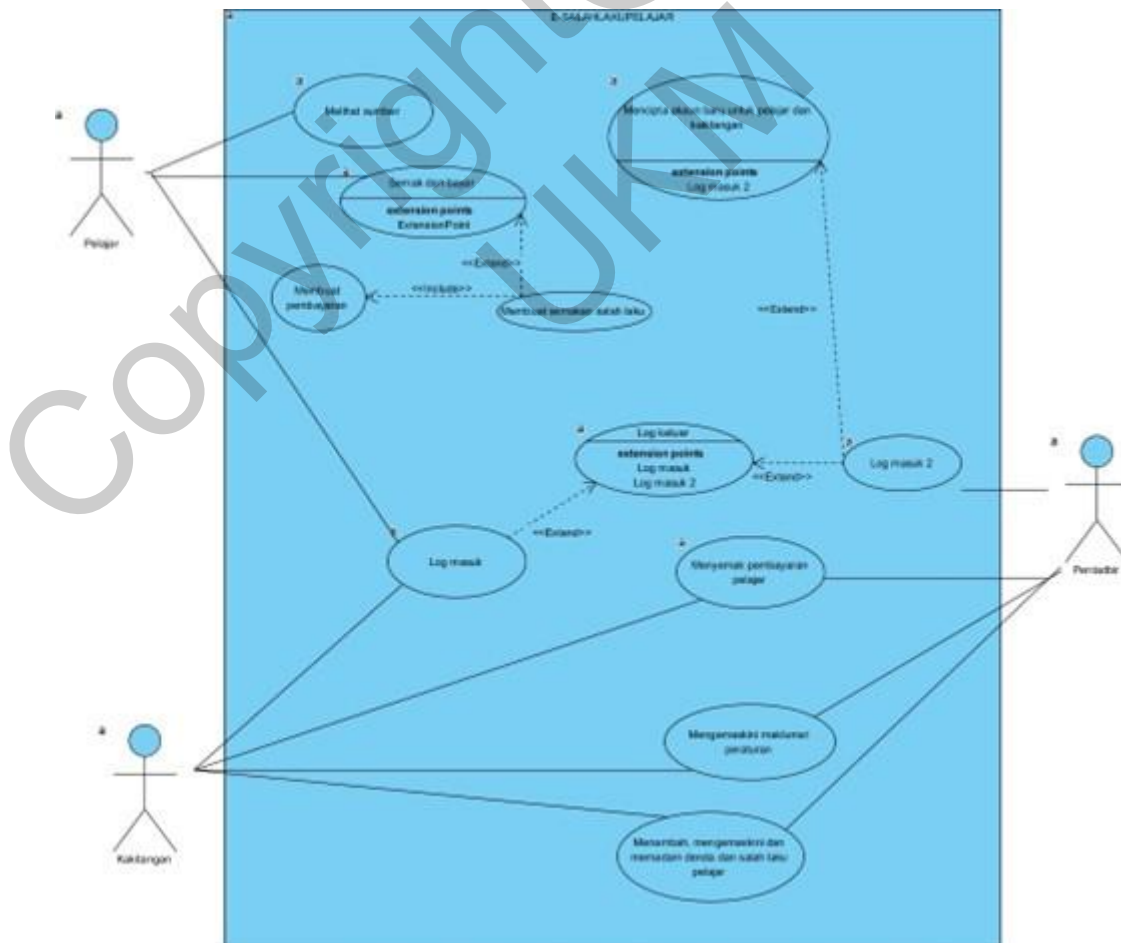 E-SALAHLAKUPELAJAR
Melihat sumber
Mencipta akaun baru untuk pelajar dan
kakitangan
extension points
Log masuk 2
Semak dan bayar
extension points
ExtensionPoint
Pelajar
<<Extend>>
Membuat
pembayaran
<<Include>>
Membuat semakan salah laku
<<Extend>>
Log keluar
extension points
Log masuk
Log masuk 2
<<Extend>>
Log masuk 2
<<Extend>>
Log masuk
Menyemak pembayaran
pelajar
Pentadbir
Mengemaskini maklumat
peraturan
Kakitangan
Menambah, mengemaskini dan
memadam denda dan salah laku
pelajar
Copyright
UKM